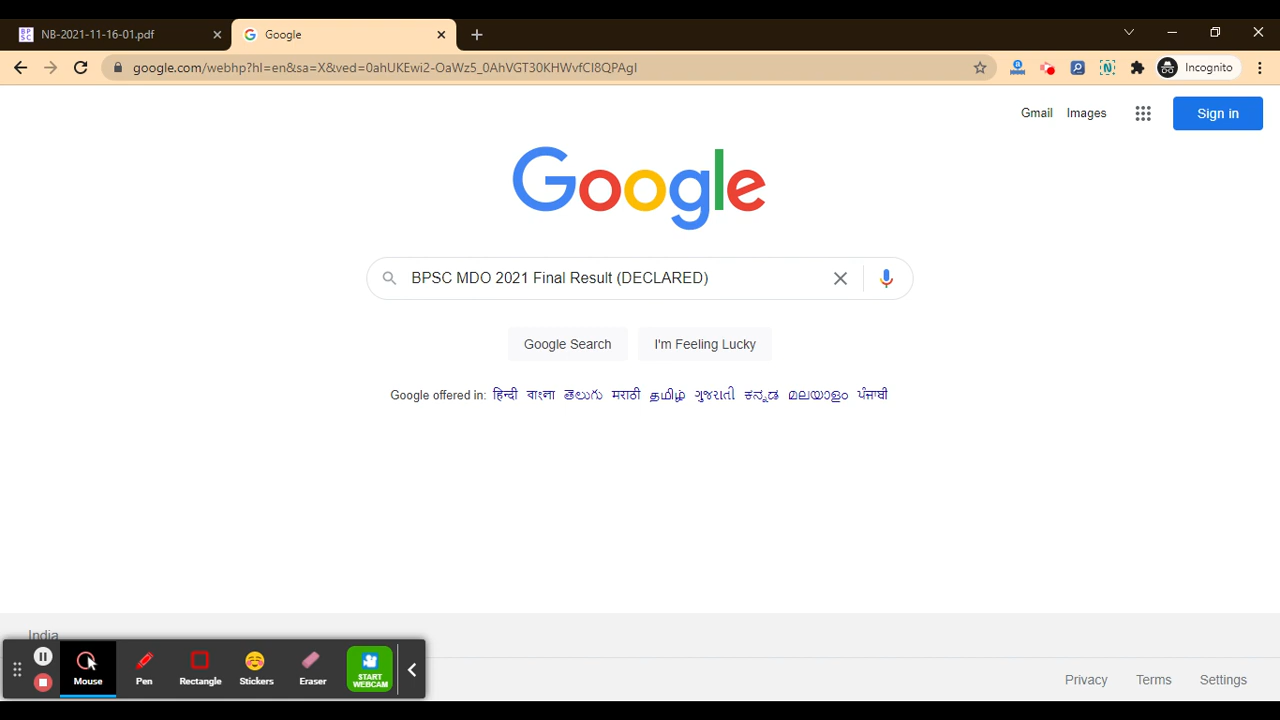 BP
SC
NB-2021-11-16-01.pdf
Google
google.com/webhp?hl=en&sa=X&ved=0ahUKEwi2-OaWz5_0AhVGT30KHWvfCI8QPAgI
Incognito
Gmail Images
Sign in
Google
BPSC MDO 2021 Final Result (DECLARED)
Google Search
I'm Feeling Lucky
Google offered in: हिन्दी বাংলা తెలుగు मराठी தமிழ் ગુજરાતી ಕನ್ನಡ മലയാളം ਪੰਜਾਬੀ
India
Mouse
Pen
Rectangle
Stickers
Eraser
START
WEBCAM
Privacy Terms Settings